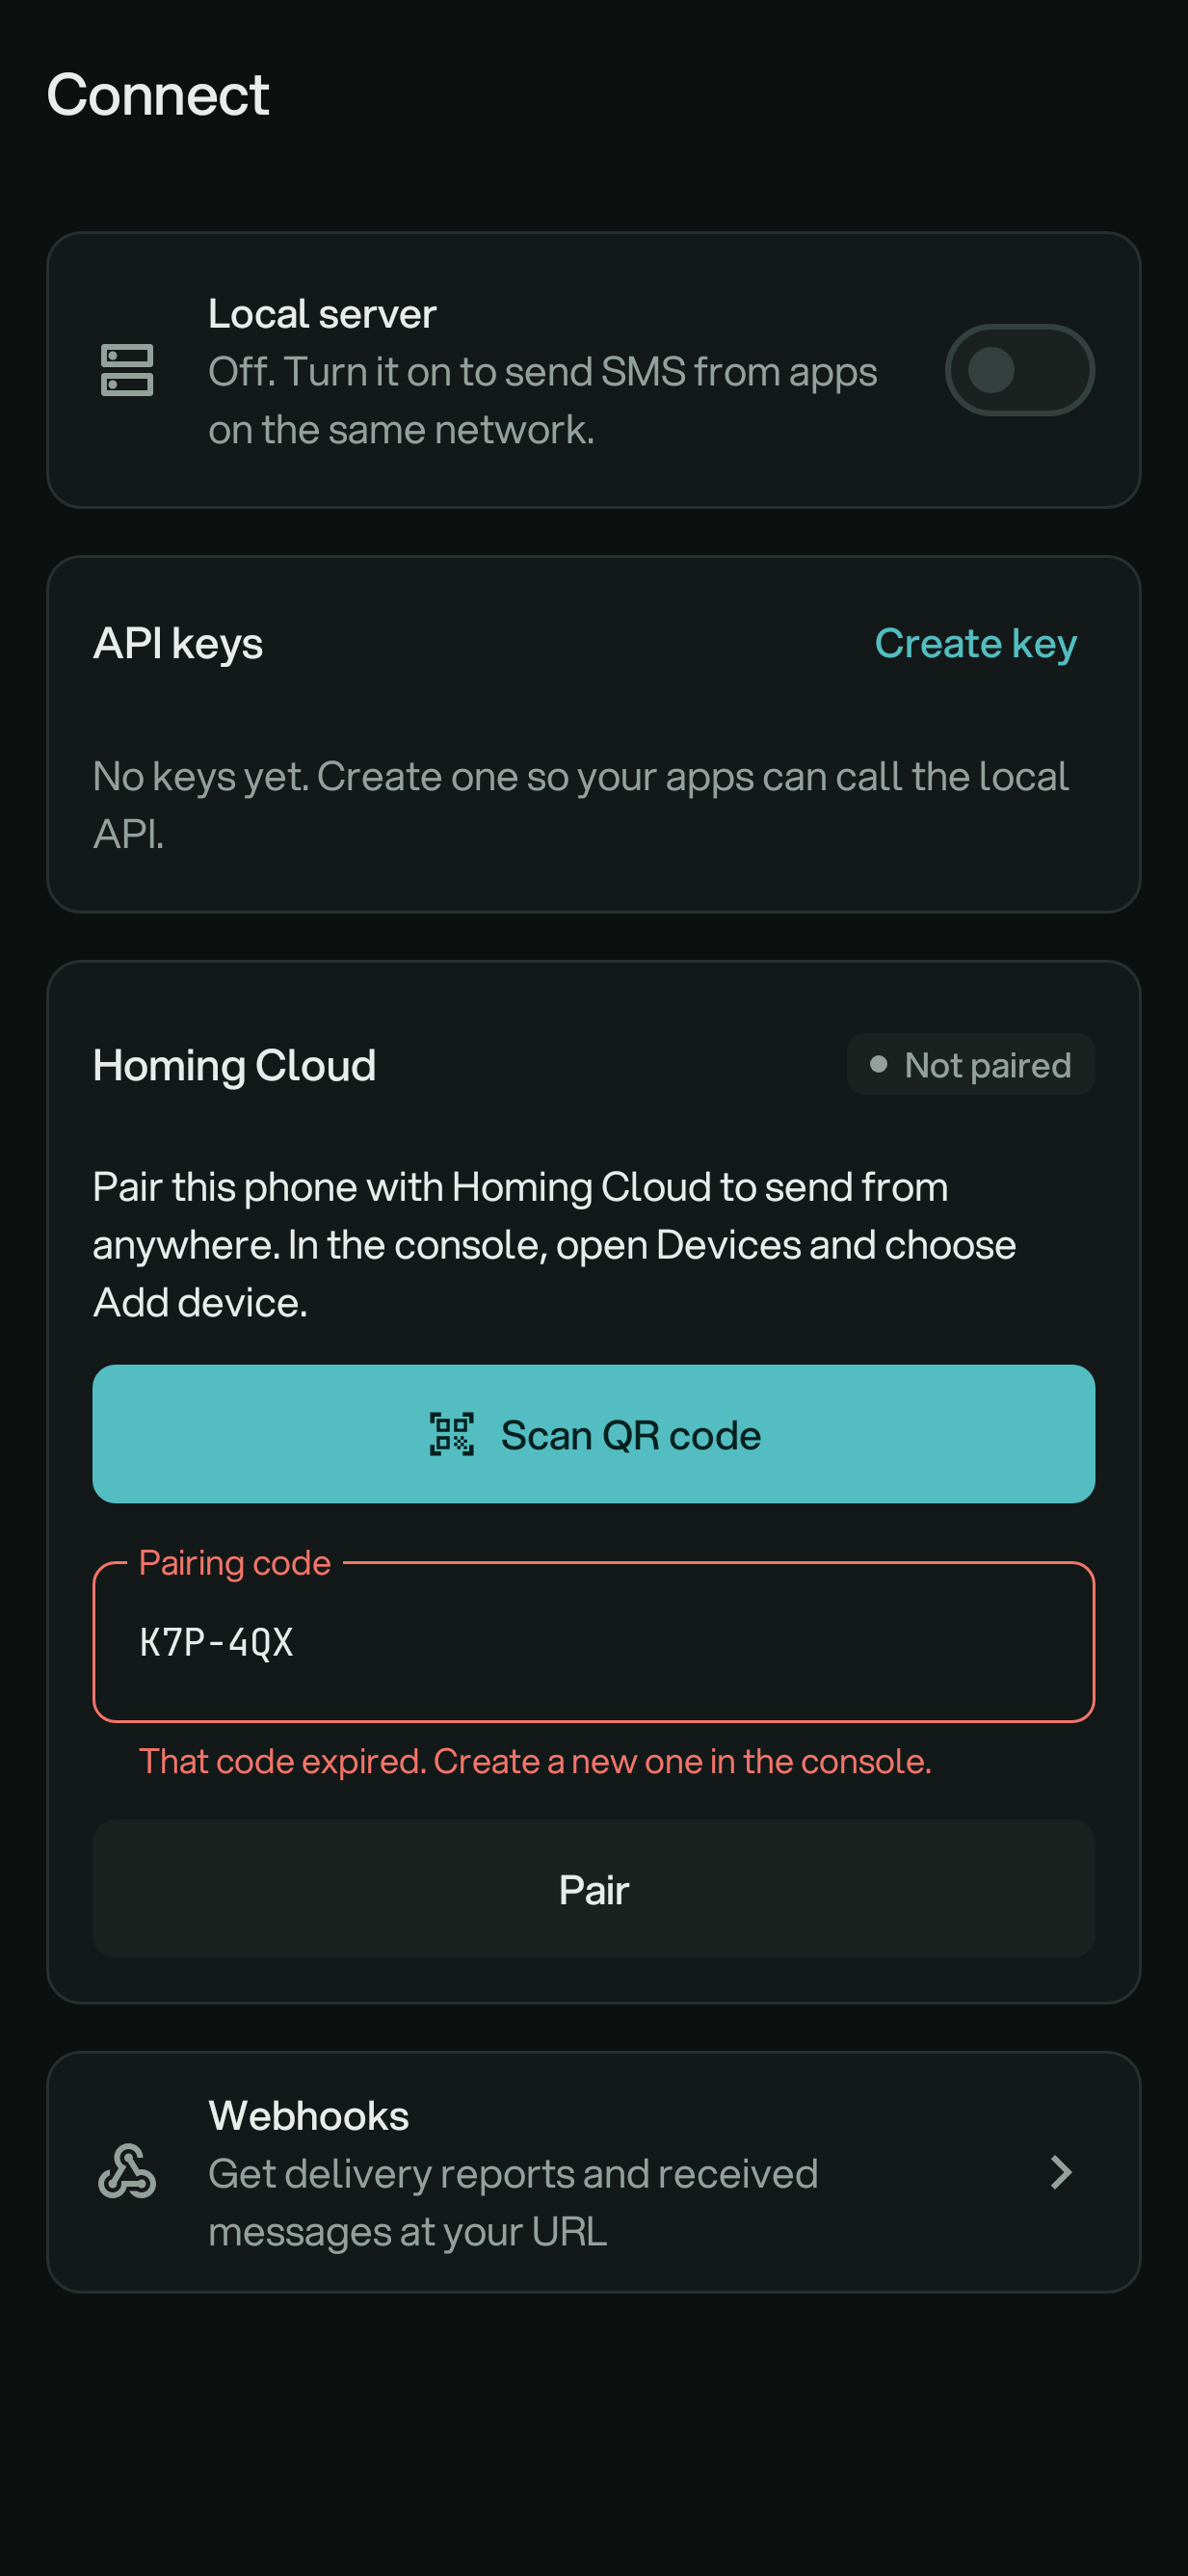 Connect
Local server
Off. Turn it on to send SMS from apps
on the same network.
API keys
Create key
No keys yet. Create one so your apps can call the local
API.
Homing Cloud
Not paired
Pair this phone with Homing Cloud to send from
anywhere. In the console, open Devices and choose
Add device.
Scan QR code
Pairing code
K7P-4QX
That code expired. Create a new one in the console.
Pair
Webhooks
Get delivery reports and received
messages at your URL